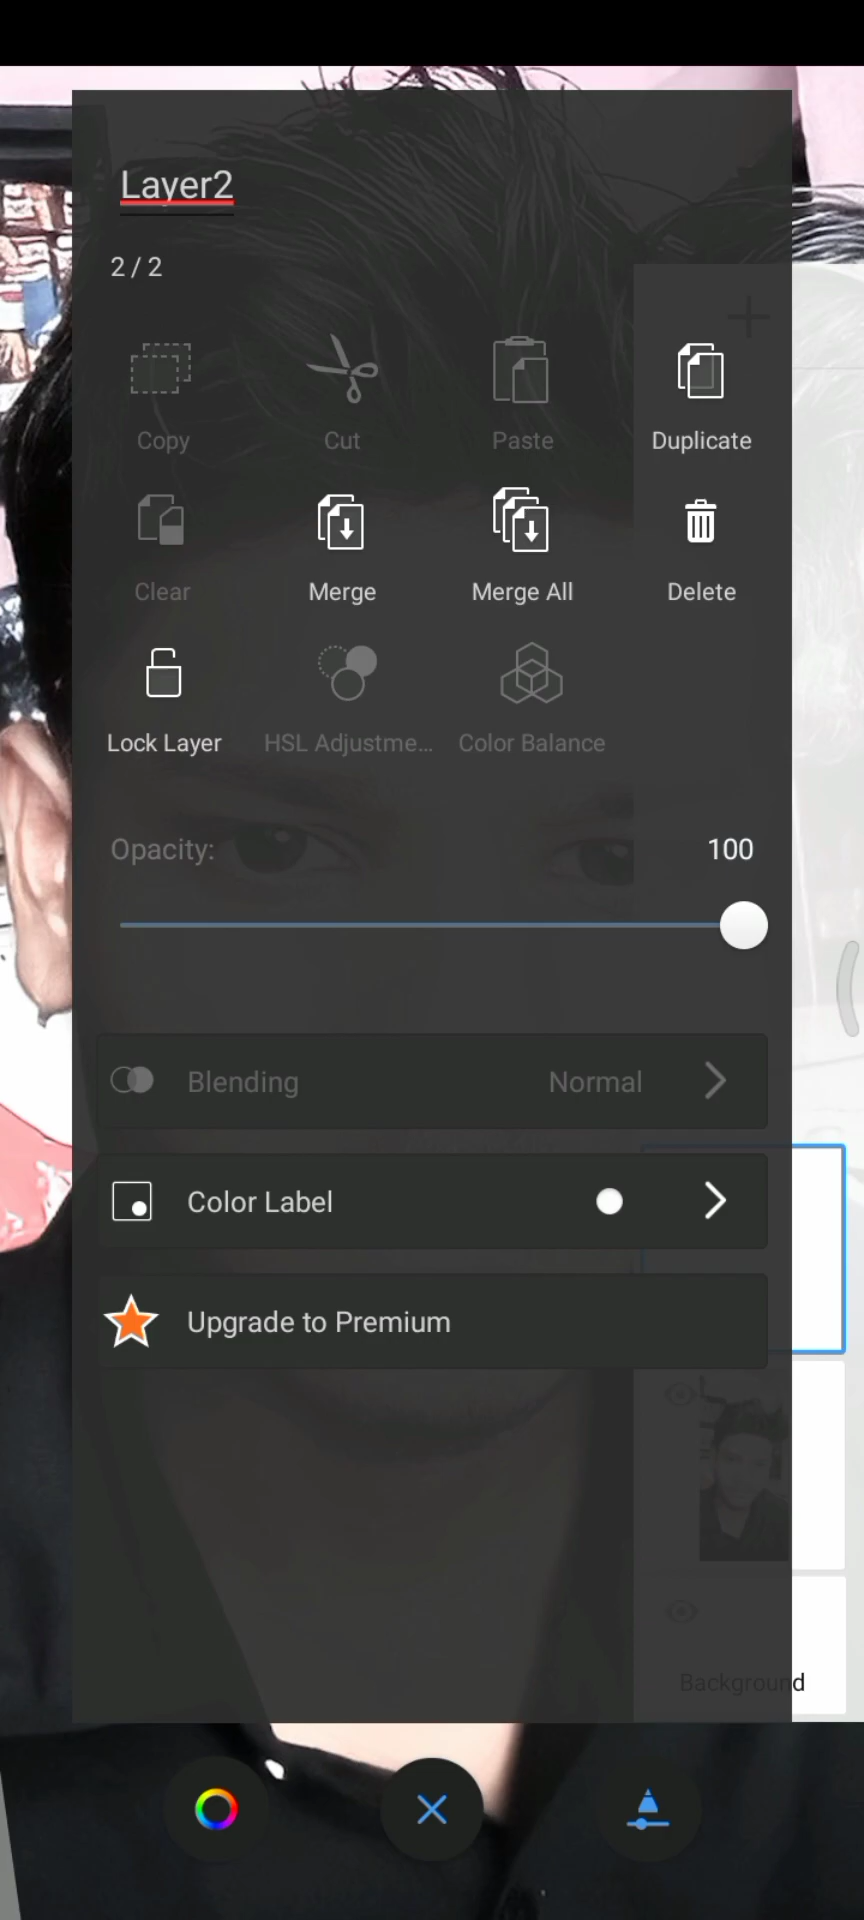 Layer2
2 / 2
Copy Cut Paste Duplicate
Clear Merge Merge All Delete
Lock Layer HSL Adjustme... Color Balance
Opacity: 100
Blending Normal
Color Label
Upgrade to Premium
Background